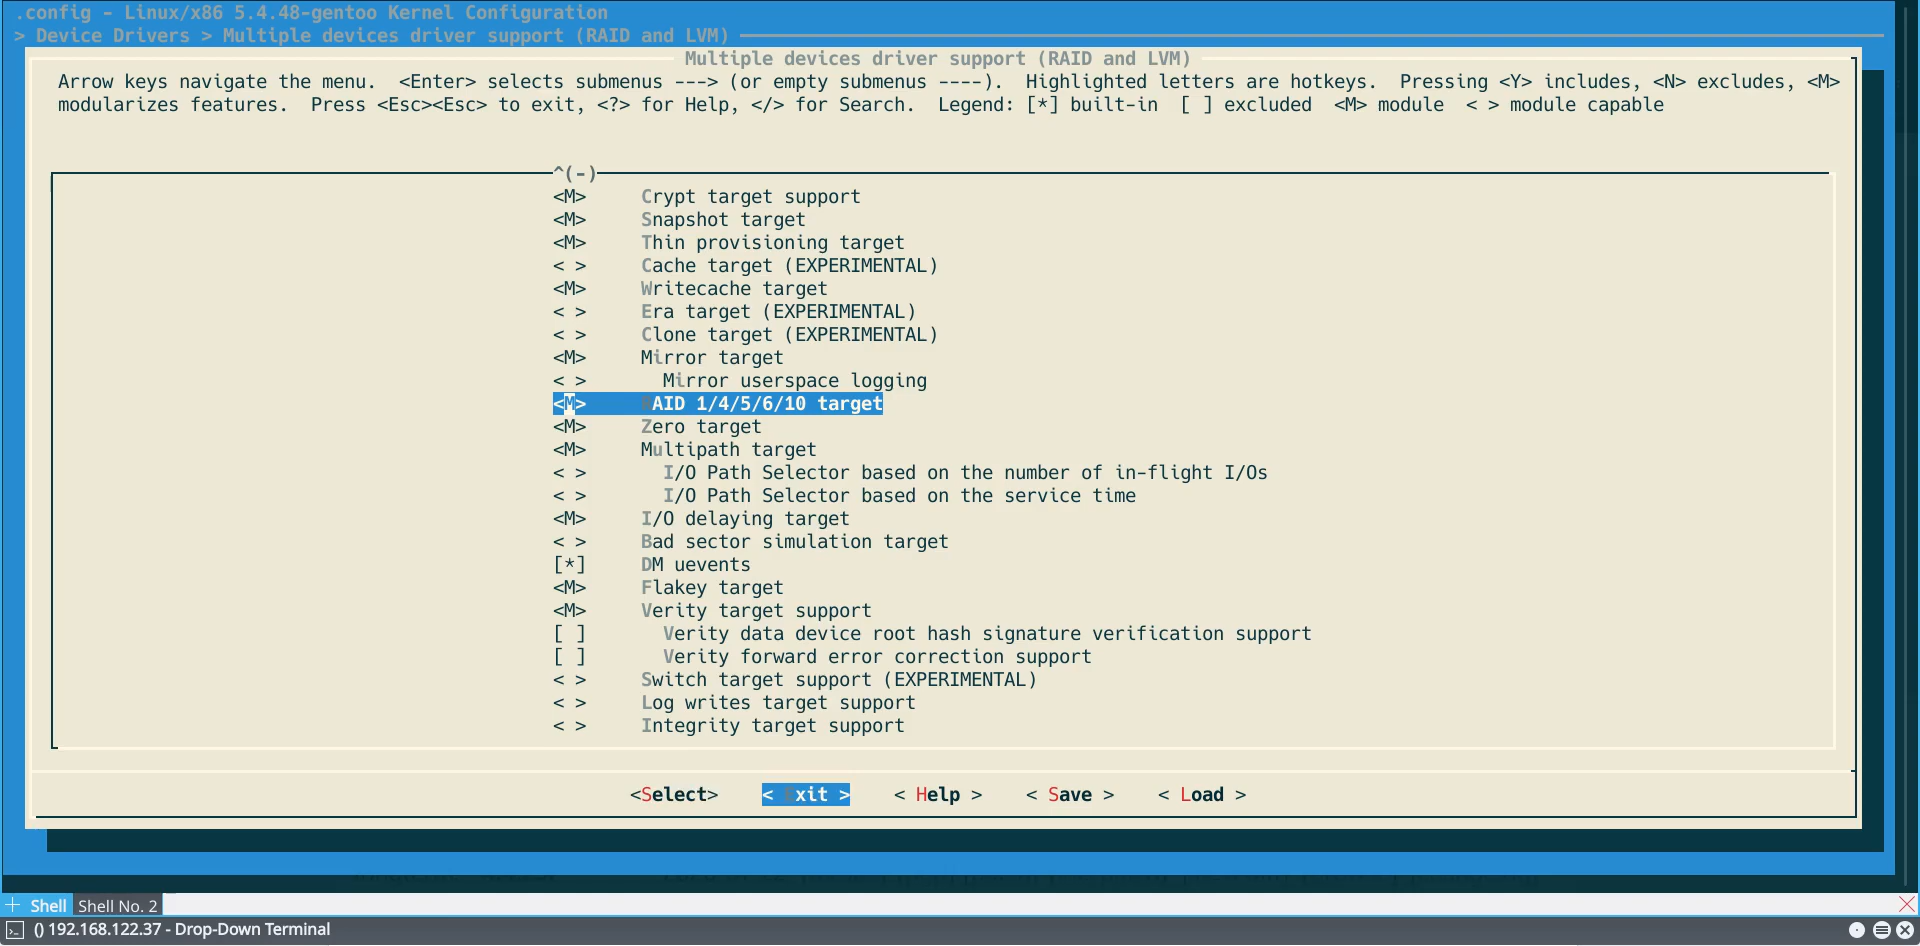 .config - Linux/x86 5.4.48-gentoo Kernel Configuration
> Device Drivers > Multiple devices driver support (RAID and LVM)
Multiple devices driver support (RAID and LVM)
Arrow keys navigate the menu.  <Enter> selects submenus ---> (or empty submenus ----).  Highlighted letters are hotkeys.  Pressing <Y> includes, <N> excludes, <M>
modularizes features.  Press <Esc><Esc> to exit, <?> for Help, </> for Search.  Legend: [*] built-in  [ ] excluded  <M> module  < > module capable
^(-)
<M>     Crypt target support
<M>     Snapshot target
<M>     Thin provisioning target
< >     Cache target (EXPERIMENTAL)
<M>     Writecache target
< >     Era target (EXPERIMENTAL)
< >     Clone target (EXPERIMENTAL)
<M>     Mirror target
< >       Mirror userspace logging
<M>     RAID 1/4/5/6/10 target
<M>     Zero target
<M>     Multipath target
< >       I/O Path Selector based on the number of in-flight I/Os
< >       I/O Path Selector based on the service time
<M>     I/O delaying target
< >     Bad sector simulation target
[*]     DM uevents
<M>     Flakey target
<M>     Verity target support
[ ]       Verity data device root hash signature verification support
[ ]       Verity forward error correction support
< >     Switch target support (EXPERIMENTAL)
< >     Log writes target support
< >     Integrity target support
<Select>    < Exit >    < Help >    < Save >    < Load >
Shell  Shell No. 2
() 192.168.122.37 - Drop-Down Terminal